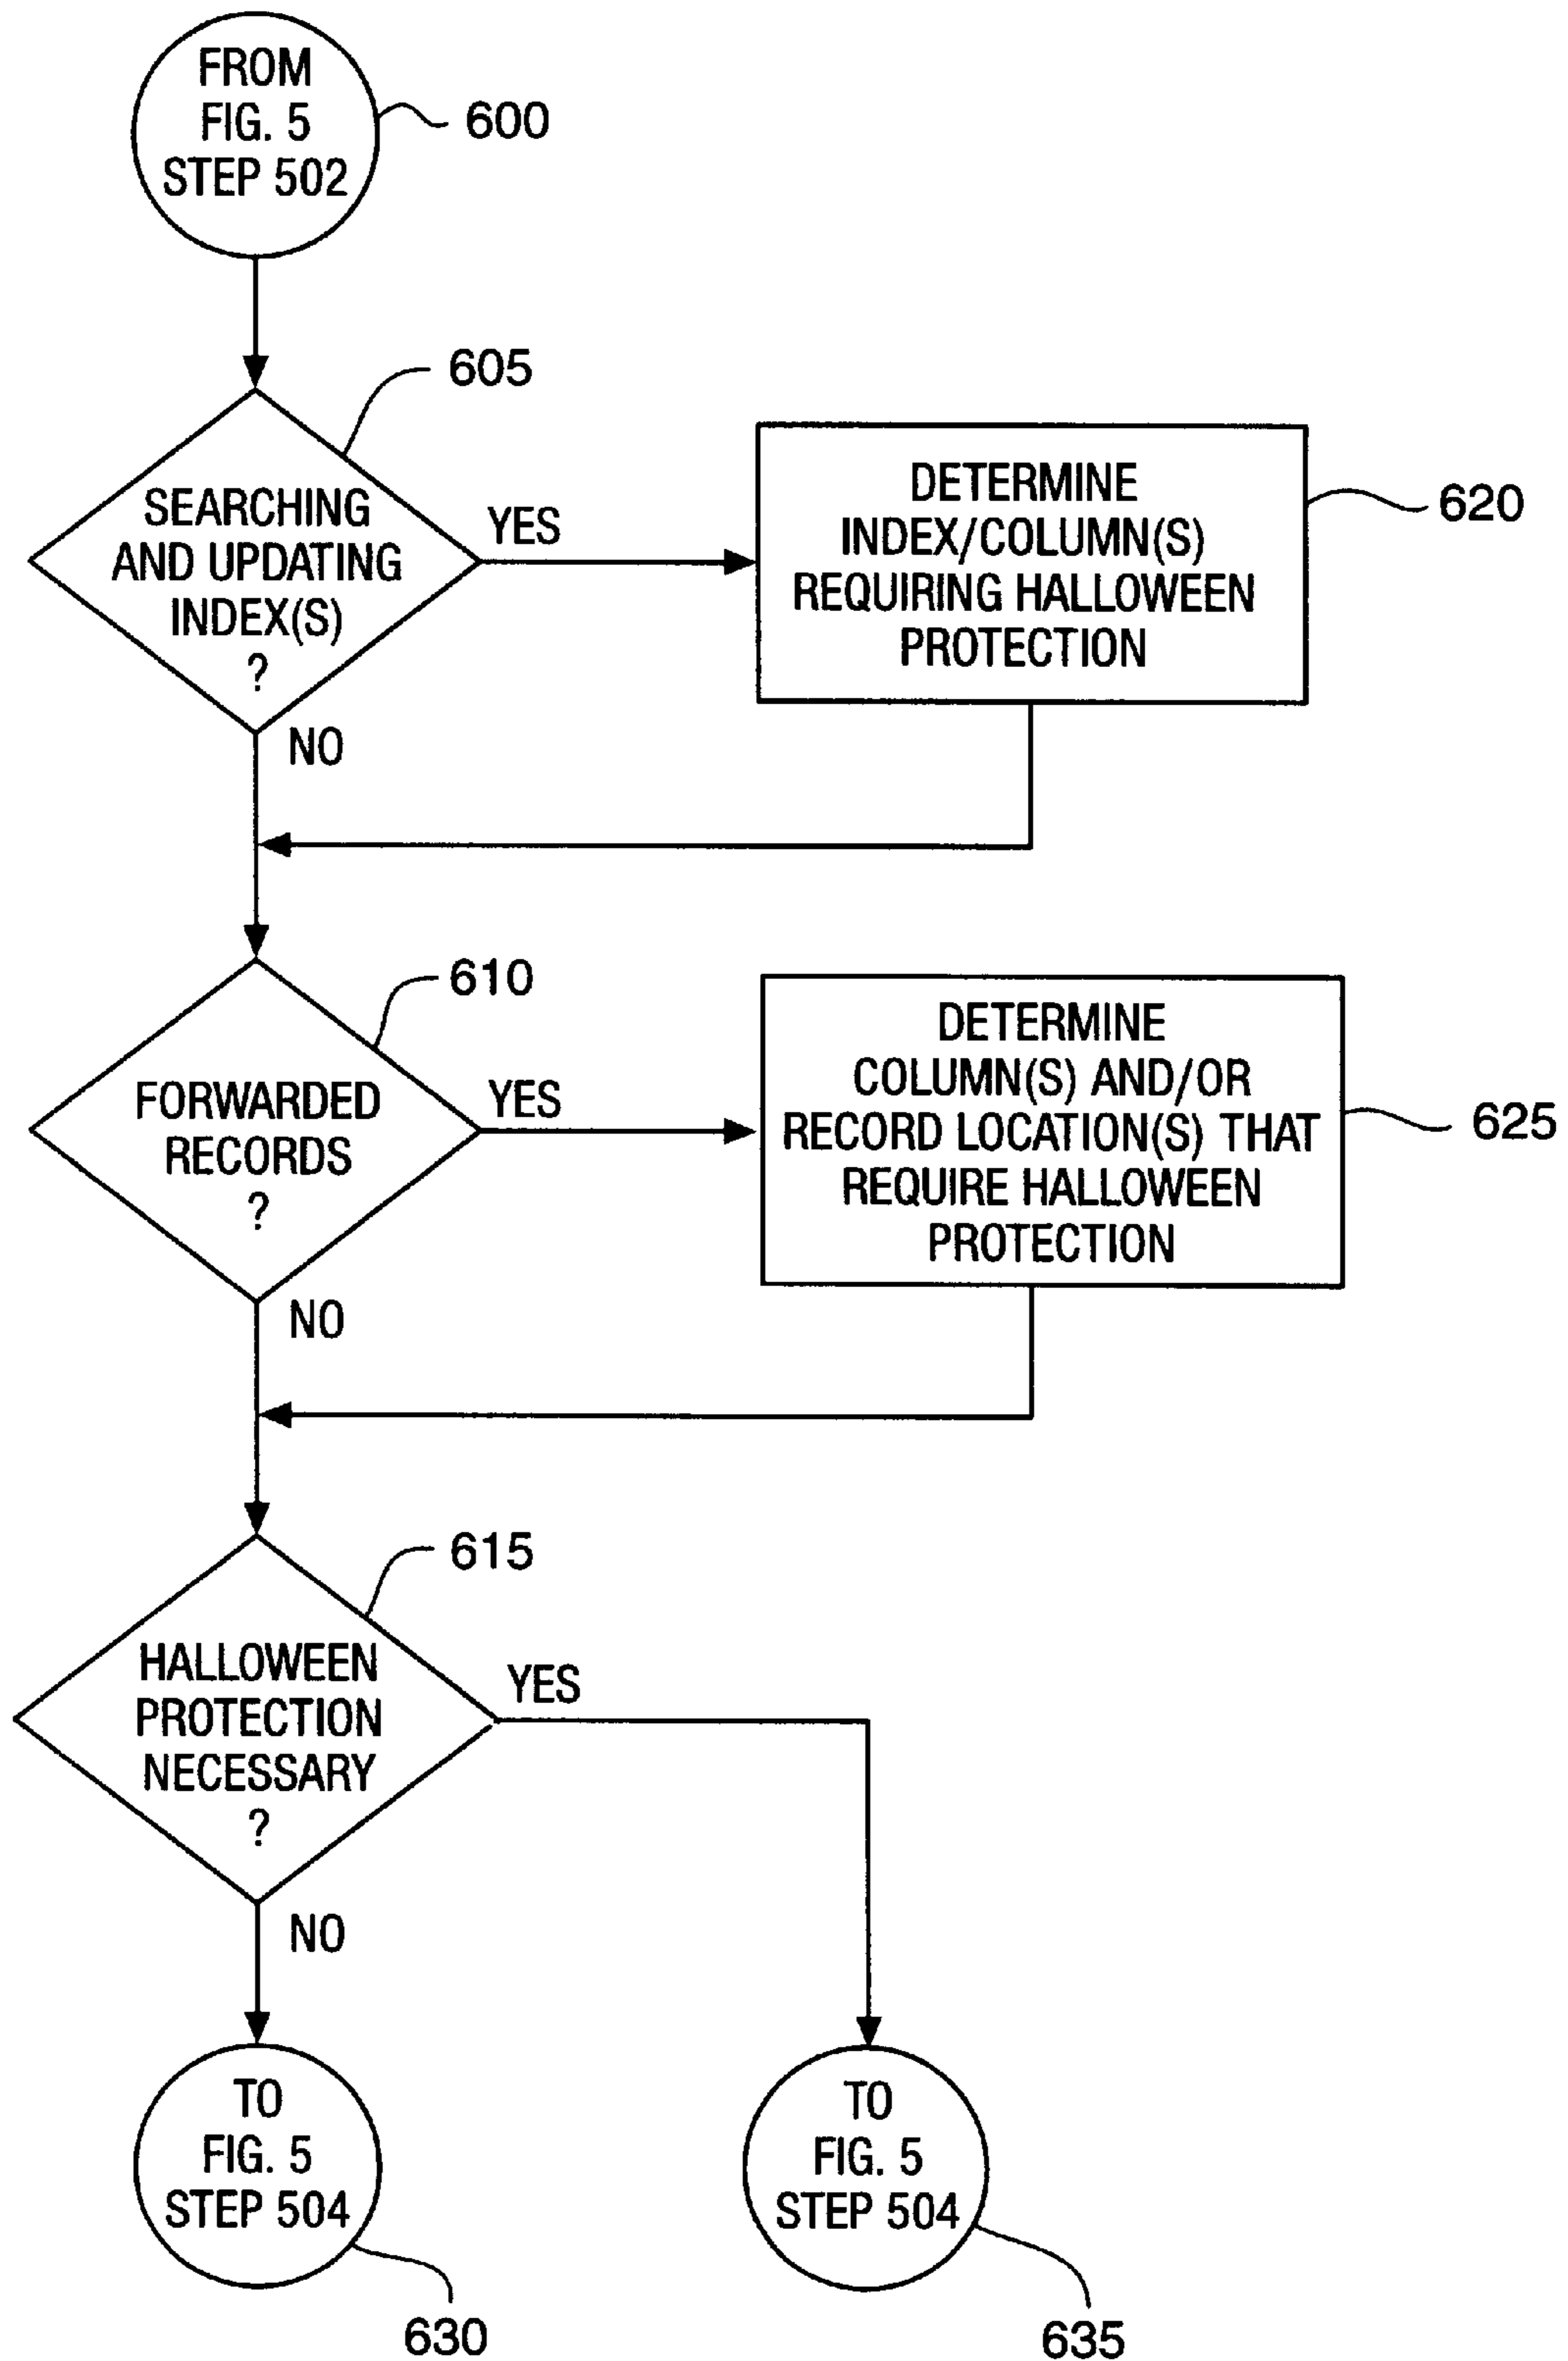 FROM
FIG. 5
STEP 502
600
605
SEARCHING
AND UPDATING
INDEX(S)
?
YES
NO
DETERMINE
INDEX/COLUMN(S)
REQUIRING HALLOWEEN
PROTECTION
620
610
FORWARDED
RECORDS
?
YES
NO
DETERMINE
COLUMN(S) AND/OR
RECORD LOCATION(S) THAT
REQUIRE HALLOWEEN
PROTECTION
625
615
HALLOWEEN
PROTECTION
NECESSARY
?
YES
NO
TO
FIG. 5
STEP 504
630
TO
FIG. 5
STEP 504
635